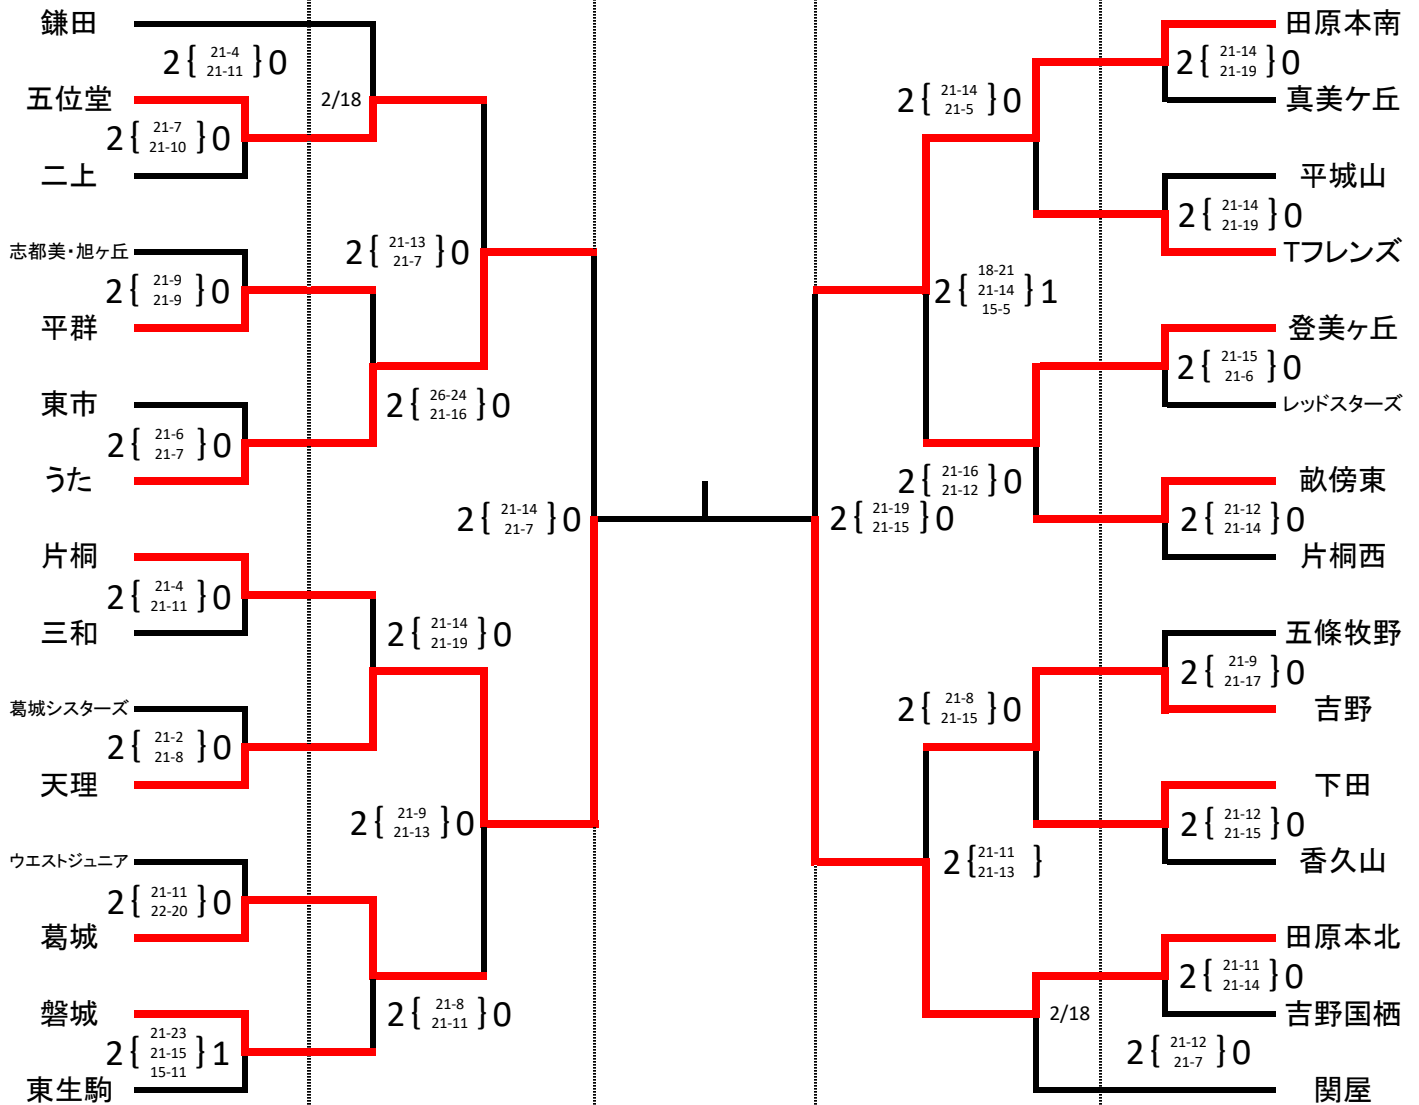 鎌田
2{ 21-4 }0
21-11
五位堂
2/18
2{ 21-7 }0
21-10
二上
志都美・旭ヶ丘
2{ 21-13 }0
21-7
2{ 21-9 }0
21-9
平群
東市
2{ 26-24 }0
21-16
2{ 21-6 }0
21-7
うた
2{ 21-14 }0
21-7
片桐
2{ 21-4 }0
21-11
三和
2{ 21-14 }0
21-19
葛城シスターズ
2{ 21-2 }0
21-8
天理
2{ 21-9 }0
21-13
ウエストジュニア
2{ 21-11 }0
22-20
葛城
磐城
2{ 21-8 }0
21-11
21-23
2{ 21-15 }1
15-11
東生駒
田原本南
2{ 21-14 }0
21-19
真美ケ丘
2{ 21-14 }0
21-5
平城山
2{ 21-14 }0
21-19
Tフレンズ
18-21
2{ 21-14 }1
15-5
登美ヶ丘
2{ 21-15 }0
21-6
レッドスターズ
2{ 21-16 }0
21-12
畝傍東
2{ 21-12 }0
21-14
片桐西
2{ 21-19 }0
21-15
五條牧野
2{ 21-9 }0
21-17
吉野
2{ 21-8 }0
21-15
下田
2{ 21-12 }0
21-15
香久山
2{ 21-11 }
21-13
田原本北
2{ 21-11 }0
21-14
吉野国栖
2/18
2{ 21-12 }0
21-7
関屋